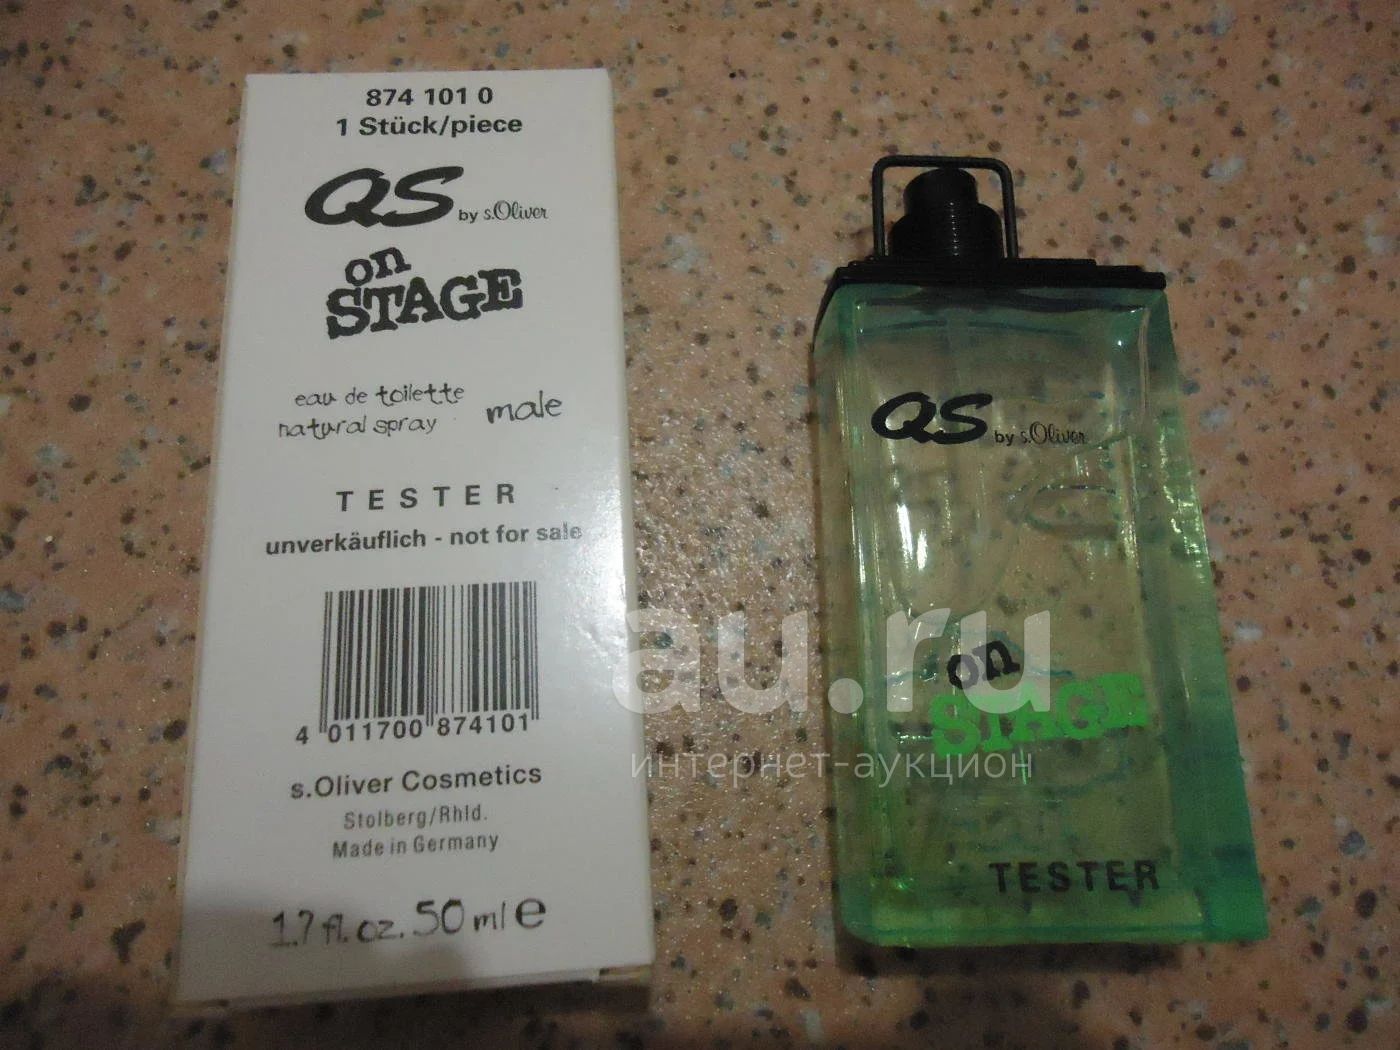 874 101 0
1 Stück/piece
QS by s.Oliver
on
STAGE
eau de toilette
natural spray male
TESTER
unverkäuflich - not for sale
4 011700 874101
s.Oliver Cosmetics
Stolberg/Rhld.
Made in Germany
1.7 fl. oz. 50 ml e
QS by s.Oliver
on
STAGE
TESTER
au.ru
интернет-аукцион